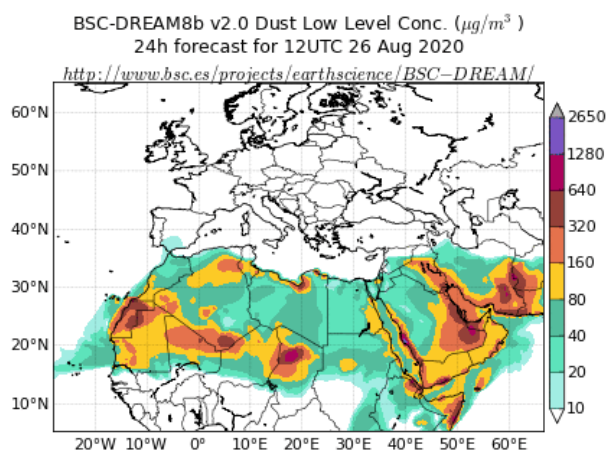 BSC-DREAM8b v2.0 Dust Low Level Conc. (μg/m³ )
24h forecast for 12UTC 26 Aug 2020
http://www.bsc.es/projects/earthscience/BSC−DREAM/
60°N
50°N
40°N
30°N
20°N
10°N
20°W 10°W 0° 10°E 20°E 30°E 40°E 50°E 60°E
2650
1280
640
320
160
80
40
20
10